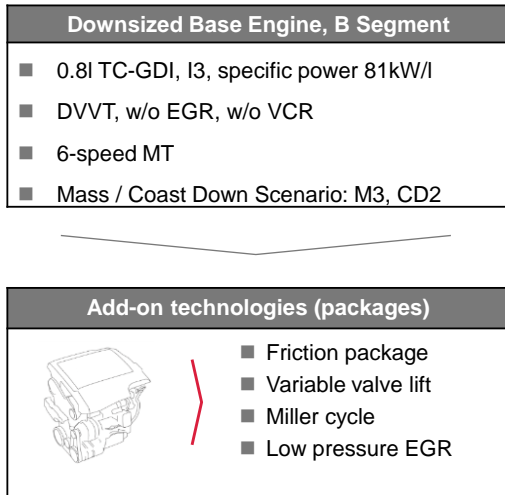 Downsized Base Engine, B Segment
0.8l TC-GDI, I3, specific power 81kW/l
DVVT, w/o EGR, w/o VCR
6-speed MT
Mass / Coast Down Scenario: M3, CD2
Add-on technologies (packages)
Friction package
Variable valve lift
Miller cycle
Low pressure EGR